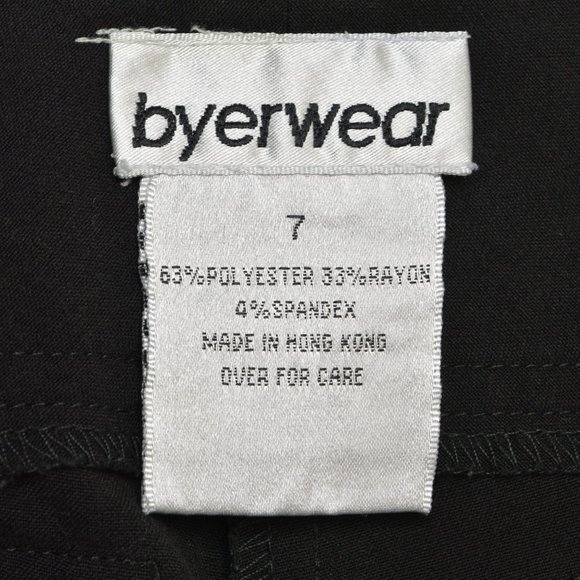 byerwear
7
63%POLYESTER 33%RAYON
4%SPANDEX
MADE IN HONG KONG
OVER FOR CARE